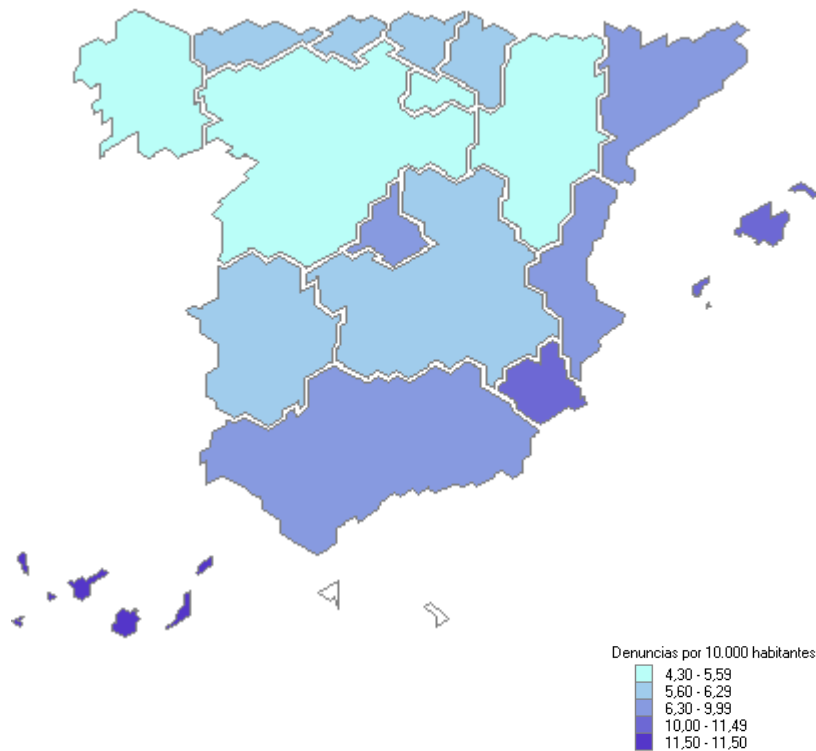 Denuncias por 10.000 habitantes
4,30 - 5,59
5,60 - 6,29
6,30 - 9,99
10,00 - 11,49
11,50 - 11,50